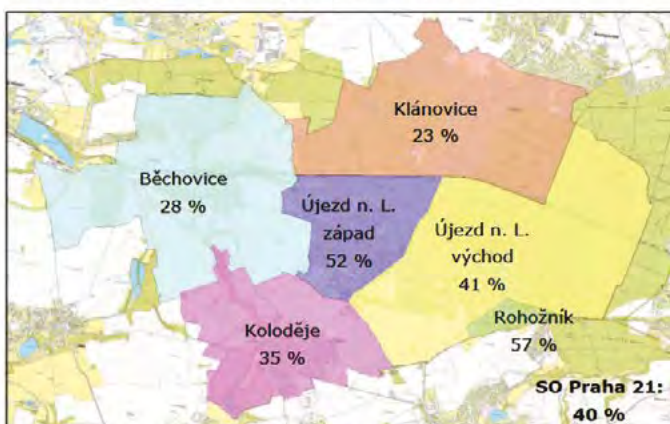 Klánovice
23 %
Běchovice
28 %
Újezd n. L.
západ
52 %
Újezd n. L.
východ
41 %
Rohožník
57 %
Koloděje
35 %
SO Praha 21:
40 %